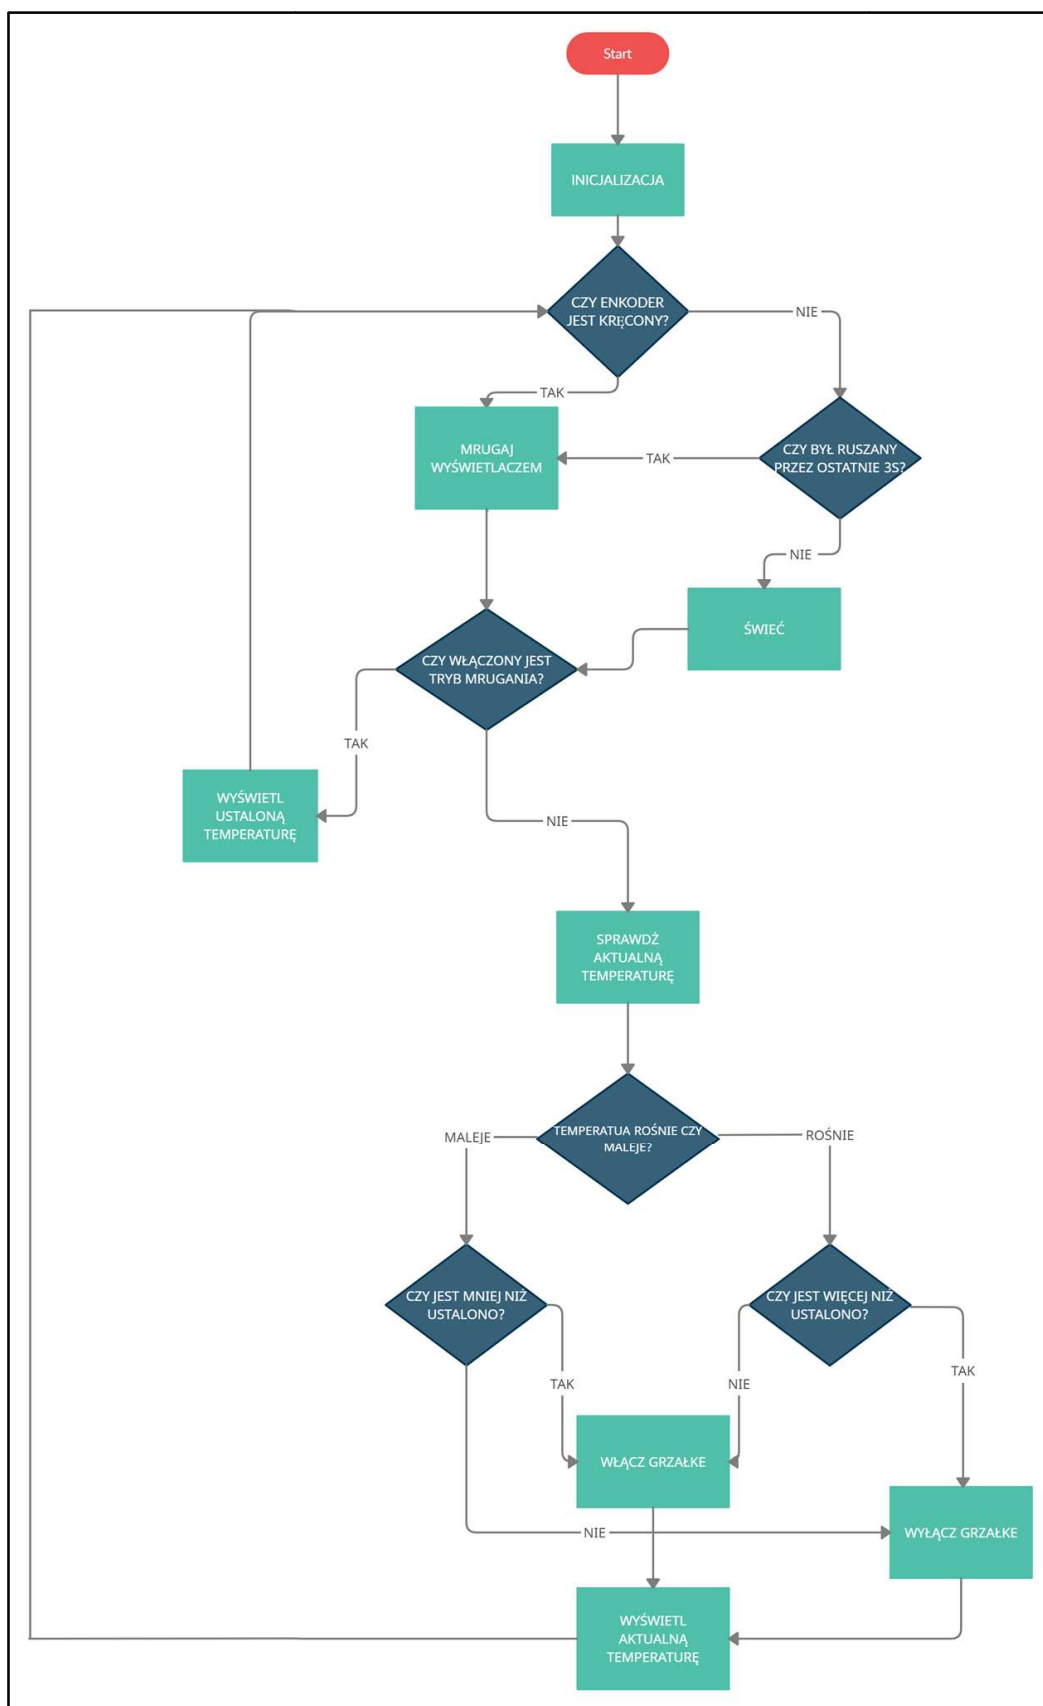 Start
INICJALIZACJA
CZY ENKODER
JEST KRĘCONY?
NIE
TAK
MRUGAJ
WYŚWIETLACZEM
TAK
CZY BYŁ RUSZANY
PRZEZ OSTATNIE 3S?
NIE
ŚWIEĆ
CZY WŁĄCZONY JEST
TRYB MRUGANIA?
TAK
WYŚWIETL
USTALONĄ
TEMPERATURĘ
NIE
SPRAWDŹ
AKTUALNĄ
TEMPERATURĘ
TEMPERATUA ROŚNIE CZY
MALEJE?
MALEJE
ROŚNIE
CZY JEST MNIEJ NIŻ
USTALONO?
CZY JEST WIĘCEJ NIŻ
USTALONO?
TAK
NIE
TAK
WŁĄCZ GRZAŁKE
NIE
WYŁĄCZ GRZAŁKE
WYŚWIETL
AKTUALNĄ
TEMPERATURĘ